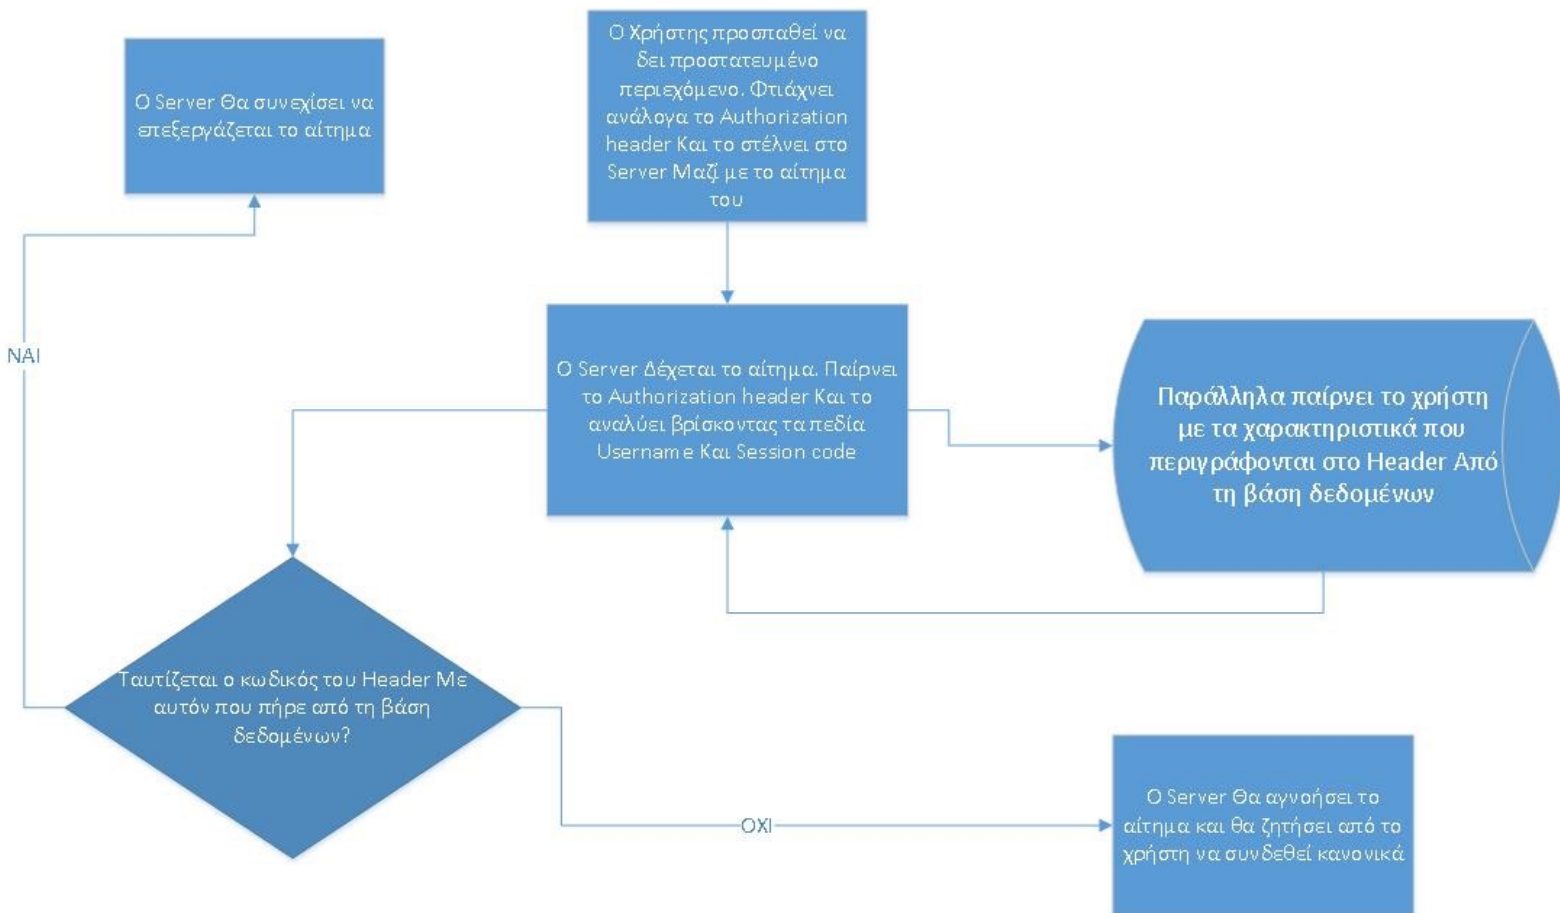 Ο Server Θα συνεχίσει να
επεξεργάζεται το αίτημα
Ο Χρήστης προσπαθεί να
δει προστατευμένο
περιεχόμενο. Φτιάχνει
ανάλογα το Authorization
header Και το στέλνει στο
Server Μαζί με το αίτημα
του
ΝΑΙ
Ο Server Δέχεται το αίτημα. Παίρνει
το Authorization header Και το
αναλύει βρίσκοντας τα πεδία
Username Και Session code
Παράλληλα παίρνει το χρήστη
με τα χαρακτηριστικά που
περιγράφονται στο Header Από
τη βάση δεδομένων
Ταυτίζεται ο κωδικός του Header Με
αυτόν που πήρε από τη βάση
δεδομένων?
ΟΧΙ
Ο Server Θα αγνοήσει το
αίτημα και θα ζητήσει από το
χρήστη να συνδεθεί κανονικά